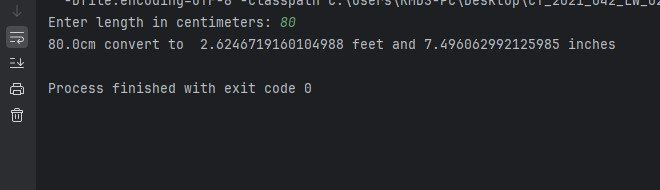 -Dfile.encoding=UTF-8 -classpath C:\Users\KMDS-PC\Desktop\CT_2021_042_LW_02
Enter length in centimeters: 80
80.0cm convert to  2.6246719160104988 feet and 7.496062992125985 inches
Process finished with exit code 0